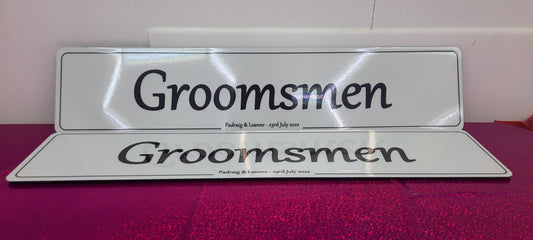 Groomsmen
Padraig & Leanne - 23rd July 2022
Groomsmen
Padraig & Leanne - 23rd July 2022